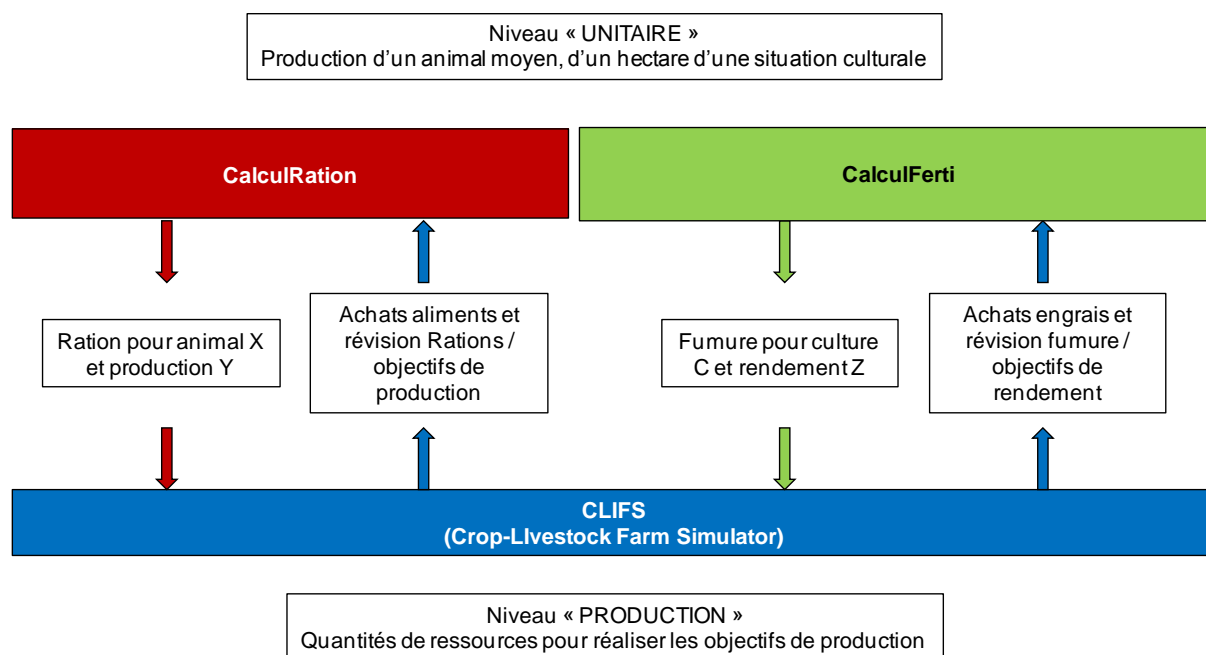 Niveau « UNITAIRE »
Production d'un animal moyen, d'un hectare d'une situation culturale
CalculRation
CalculFerti
Ration pour animal X
et production Y
Achats aliments et
révision Rations /
objectifs de
production
Fumure pour culture
C et rendement Z
Achats engrais et
révision fumure /
objectifs de
rendement
CLIFS
(Crop-LIvestock Farm Simulator)
Niveau « PRODUCTION »
Quantités de ressources pour réaliser les objectifs de production